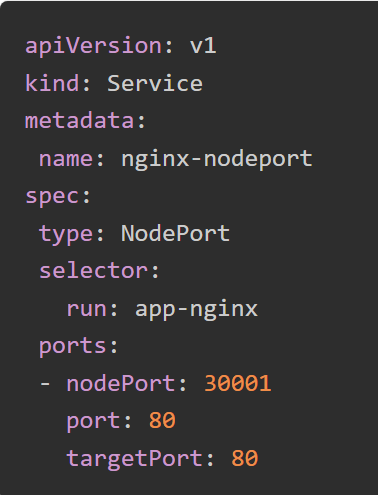 apiVersion: v1
kind: Service
metadata:
 name: nginx-nodeport
spec:
 type: NodePort
 selector:
   run: app-nginx
 ports:
 - nodePort: 30001
   port: 80
   targetPort: 80